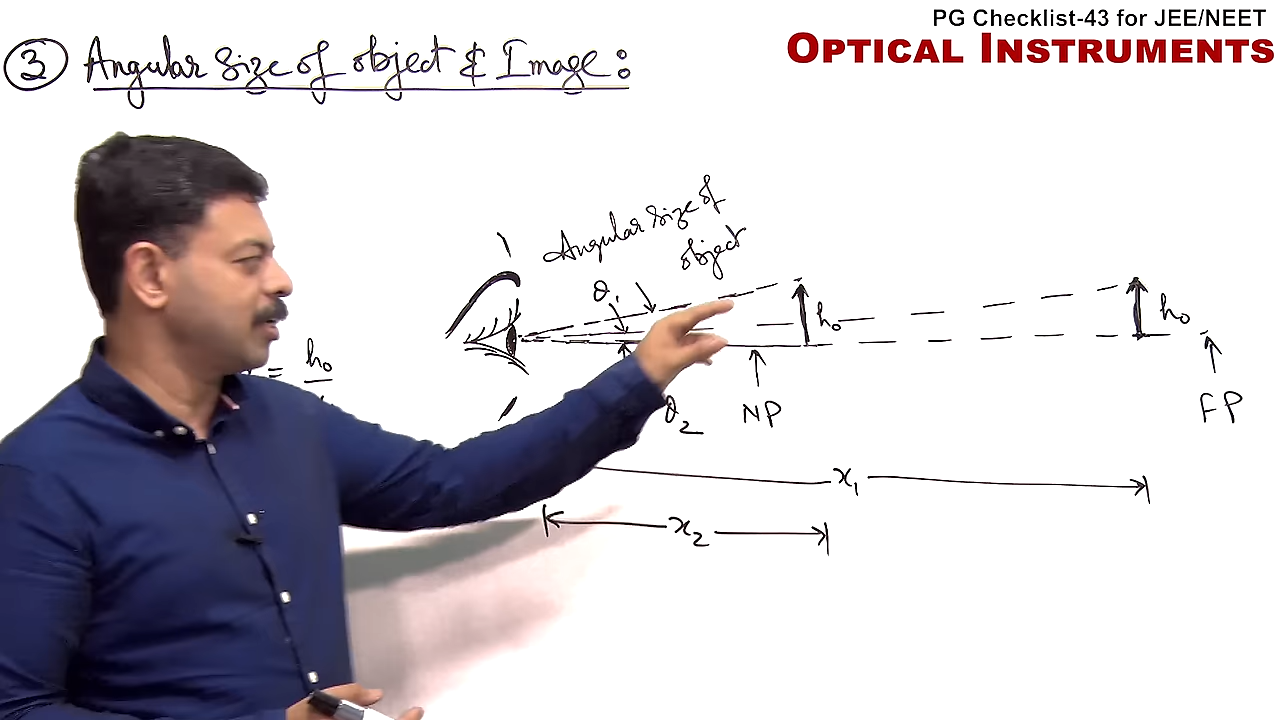 PG Checklist-43 for JEE/NEET
OPTICAL INSTRUMENTS
3 Angular Size of object & Image :
Angular Size of
object
θ₁
h₀
h₀
= h₀
θ₂
NP
FP
x₁
x₂